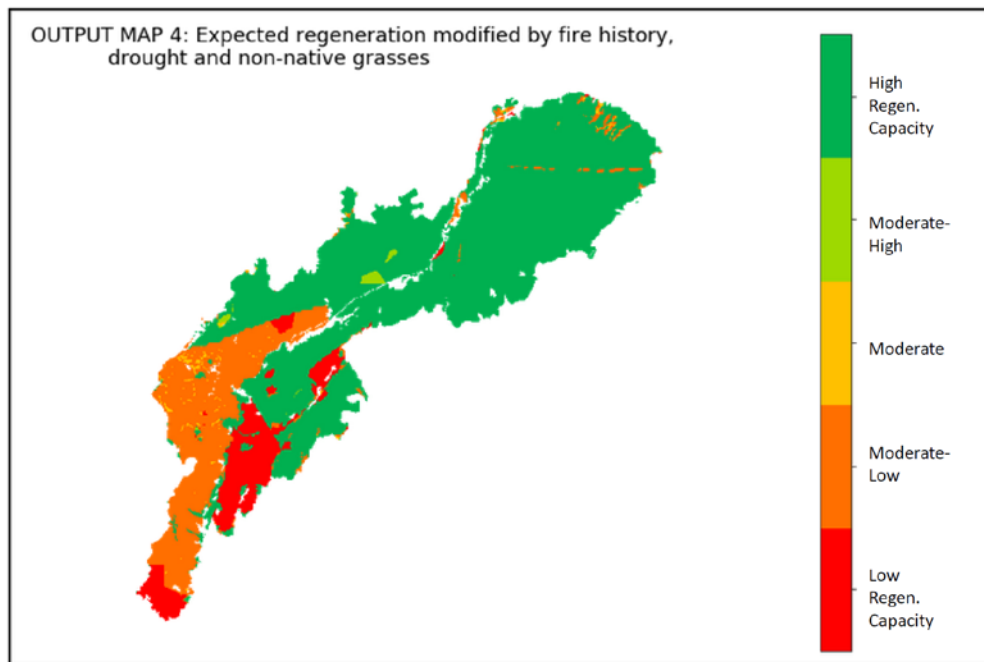 OUTPUT MAP 4: Expected regeneration modified by fire history,
drought and non-native grasses
High
Regen.
Capacity
Moderate-
High
Moderate
Moderate-
Low
Low
Regen.
Capacity